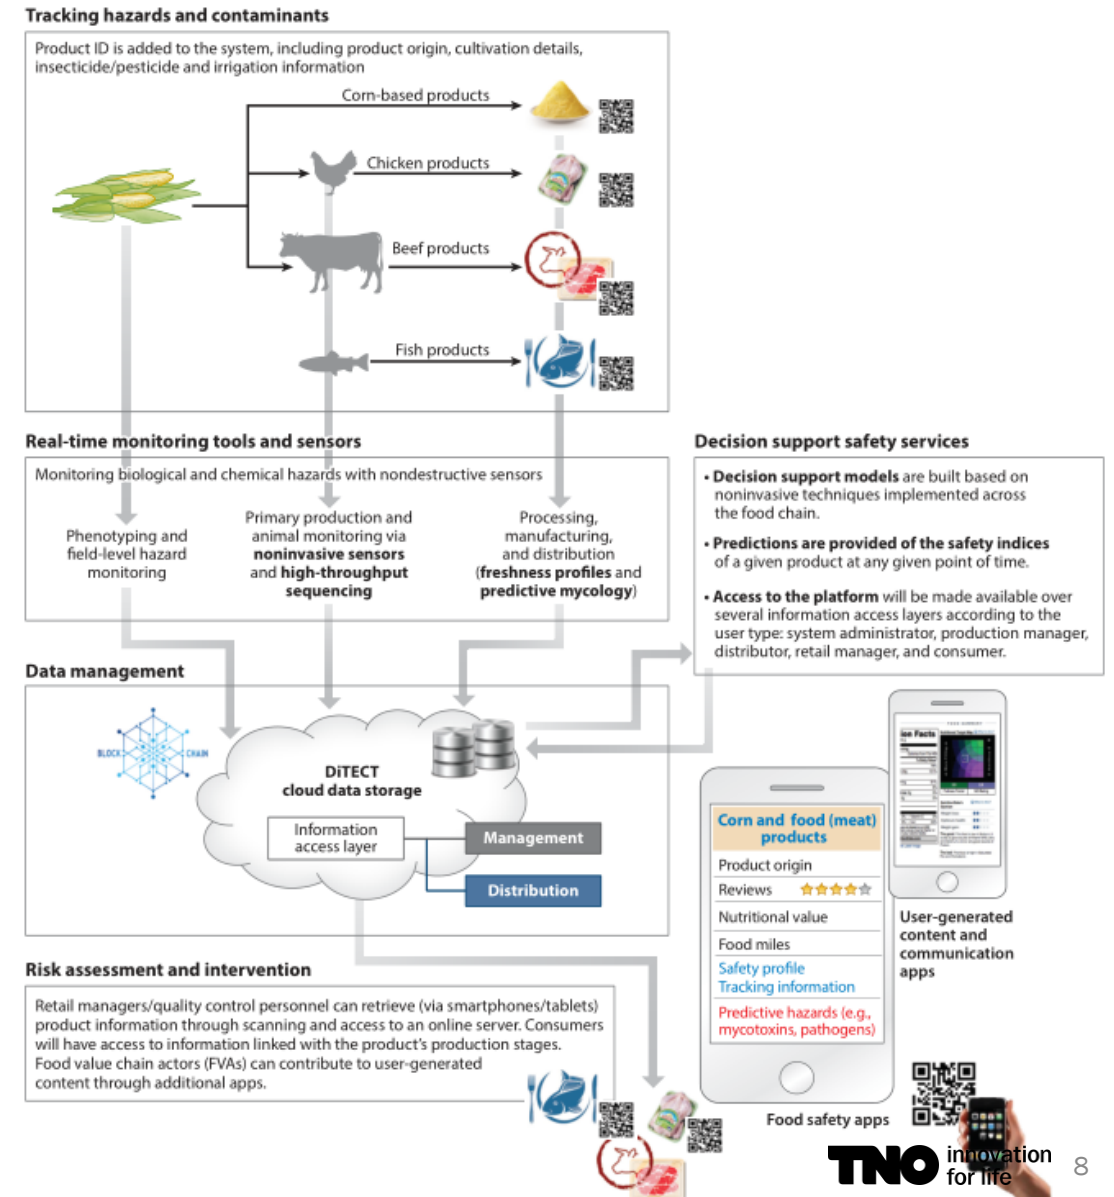 Tracking hazards and contaminants
Product ID is added to the system, including product origin, cultivation details,
insecticide/pesticide and irrigation information
Corn-based products
Chicken products
Beef products
Fish products
Real-time monitoring tools and sensors
Monitoring biological and chemical hazards with nondestructive sensors
Phenotyping and
field-level hazard
monitoring
Primary production and
animal monitoring via
noninvasive sensors
and high-throughput
sequencing
Processing,
manufacturing,
and distribution
(freshness profiles and
predictive mycology)
Decision support safety services
• Decision support models are built based on
noninvasive techniques implemented across
the food chain.
• Predictions are provided of the safety indices
of a given product at any given point of time.
• Access to the platform will be made available over
several information access layers according to the
user type: system administrator, production manager,
distributor, retail manager, and consumer.
Data management
BLOCK CHAIN
DiTECT
cloud data storage
Information
access layer
Management
Distribution
ion Facts
Corn and food (meat)
products
Product origin
Reviews
Nutritional value
Food miles
Safety profile
Tracking information
Predictive hazards (e.g.,
mycotoxins, pathogens)
User-generated
content and
communication
apps
Food safety apps
Risk assessment and intervention
Retail managers/quality control personnel can retrieve (via smartphones/tablets)
product information through scanning and access to an online server. Consumers
will have access to information linked with the product's production stages.
Food value chain actors (FVAs) can contribute to user-generated
content through additional apps.
TNO innovation
for life
8